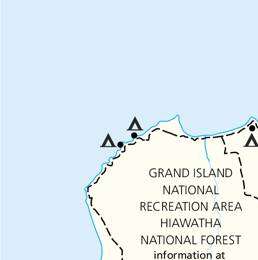 GRAND ISLAND
NATIONAL
RECREATION AREA
HIAWATHA
NATIONAL FOREST
information at